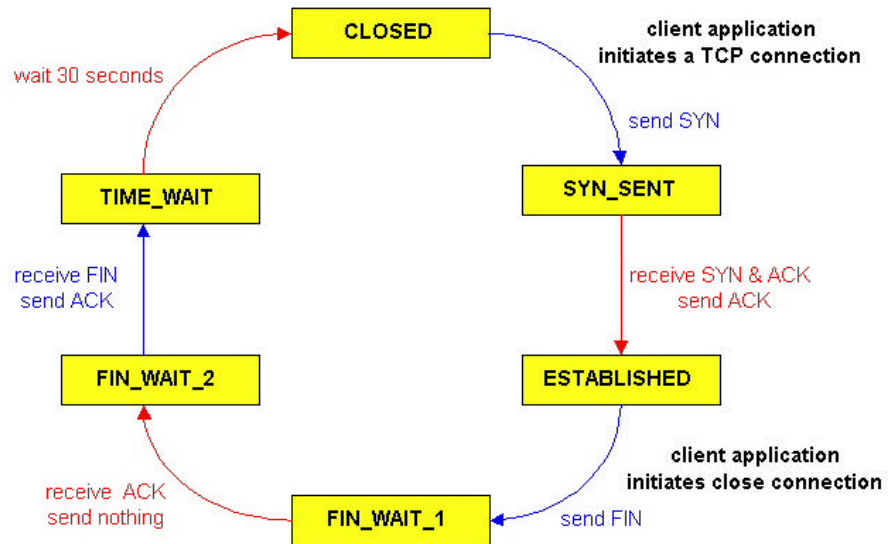 CLOSED
client application
initiates a TCP connection
wait 30 seconds
send SYN
TIME_WAIT
SYN_SENT
receive FIN
send ACK
receive SYN & ACK
send ACK
FIN_WAIT_2
ESTABLISHED
client application
initiates close connection
receive ACK
send nothing
FIN_WAIT_1
send FIN